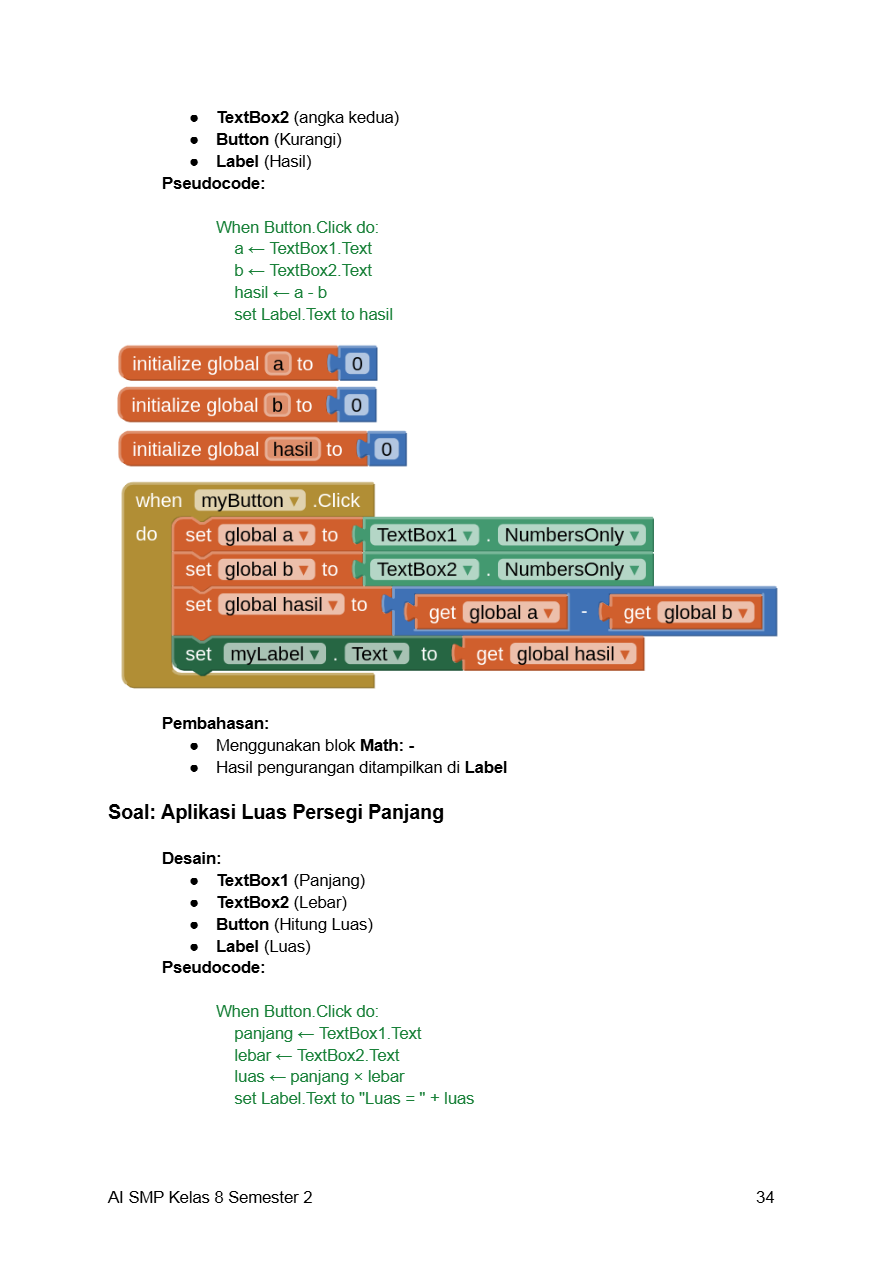 ● TextBox2 (angka kedua)
● Button (Kurangi)
● Label (Hasil)
Pseudocode:
When Button.Click do:
a ← TextBox1.Text
b ← TextBox2.Text
hasil ← a - b
set Label.Text to hasil
initialize global a to 0
initialize global b to 0
initialize global hasil to 0
when myButton ▾ .Click
do set global a ▾ to TextBox1 ▾ . NumbersOnly ▾
set global b ▾ to TextBox2 ▾ . NumbersOnly ▾
set global hasil ▾ to get global a ▾ - get global b ▾
set myLabel ▾ . Text ▾ to get global hasil ▾
Pembahasan:
● Menggunakan blok Math: -
● Hasil pengurangan ditampilkan di Label
Soal: Aplikasi Luas Persegi Panjang
Desain:
● TextBox1 (Panjang)
● TextBox2 (Lebar)
● Button (Hitung Luas)
● Label (Luas)
Pseudocode:
When Button.Click do:
panjang ← TextBox1.Text
lebar ← TextBox2.Text
luas ← panjang × lebar
set Label.Text to "Luas = " + luas
AI SMP Kelas 8 Semester 2 34